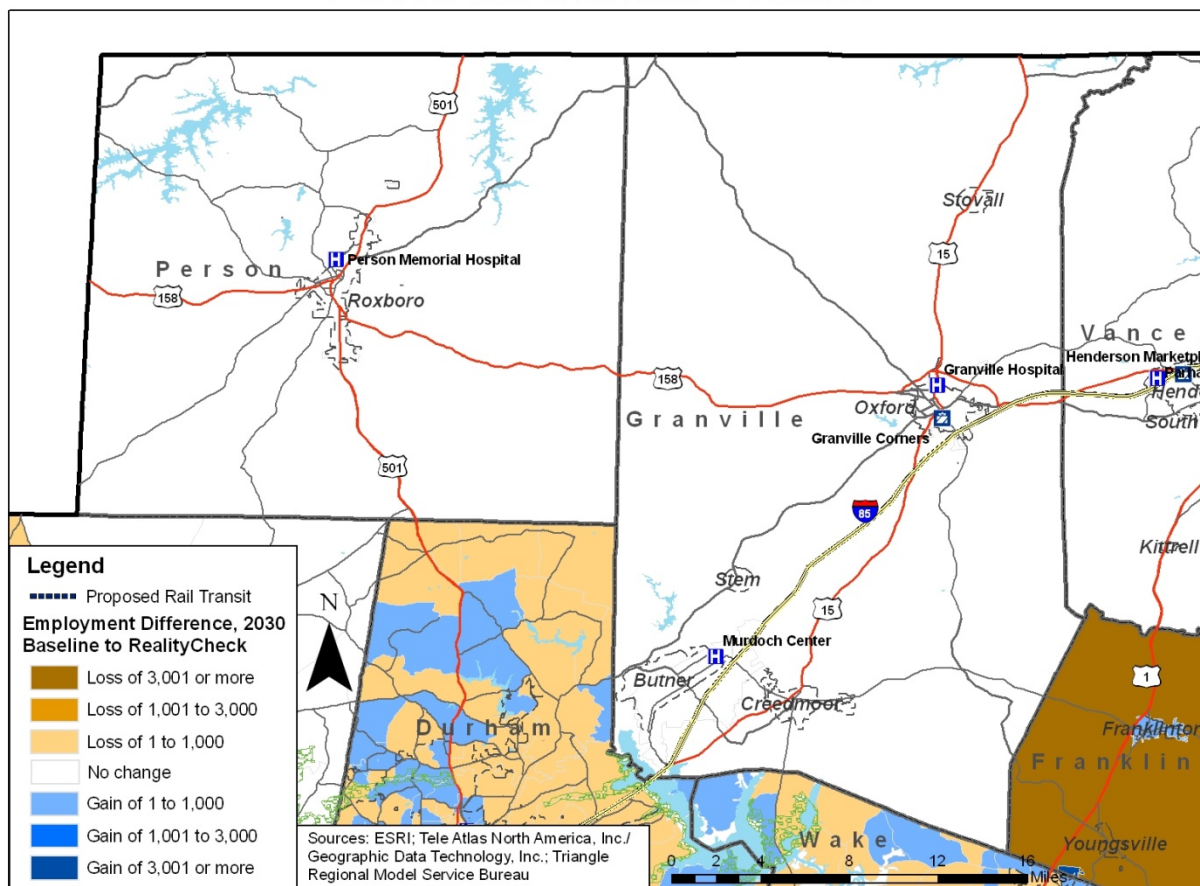 501
Stovall
15
Person Memorial Hospital
Person
158
Roxboro
Vance
Henderson Marketpl
Granville Hospital
Parha
Hende
158
Oxford
Granville
South
Granville Corners
501
85
Kittrell
Stem
15
Murdoch Center
Butner
Creedmoor
1
Durham
Franklinton
Franklin
Wake
Youngsville
Legend
Proposed Rail Transit
Employment Difference, 2030
Baseline to RealityCheck
Loss of 3,001 or more
Loss of 1,001 to 3,000
Loss of 1 to 1,000
No change
Gain of 1 to 1,000
Gain of 1,001 to 3,000
Gain of 3,001 or more
N
Sources: ESRI; Tele Atlas North America, Inc./
Geographic Data Technology, Inc.; Triangle
Regional Model Service Bureau
0 2 4 8 12 16
Miles
H
H
H
H